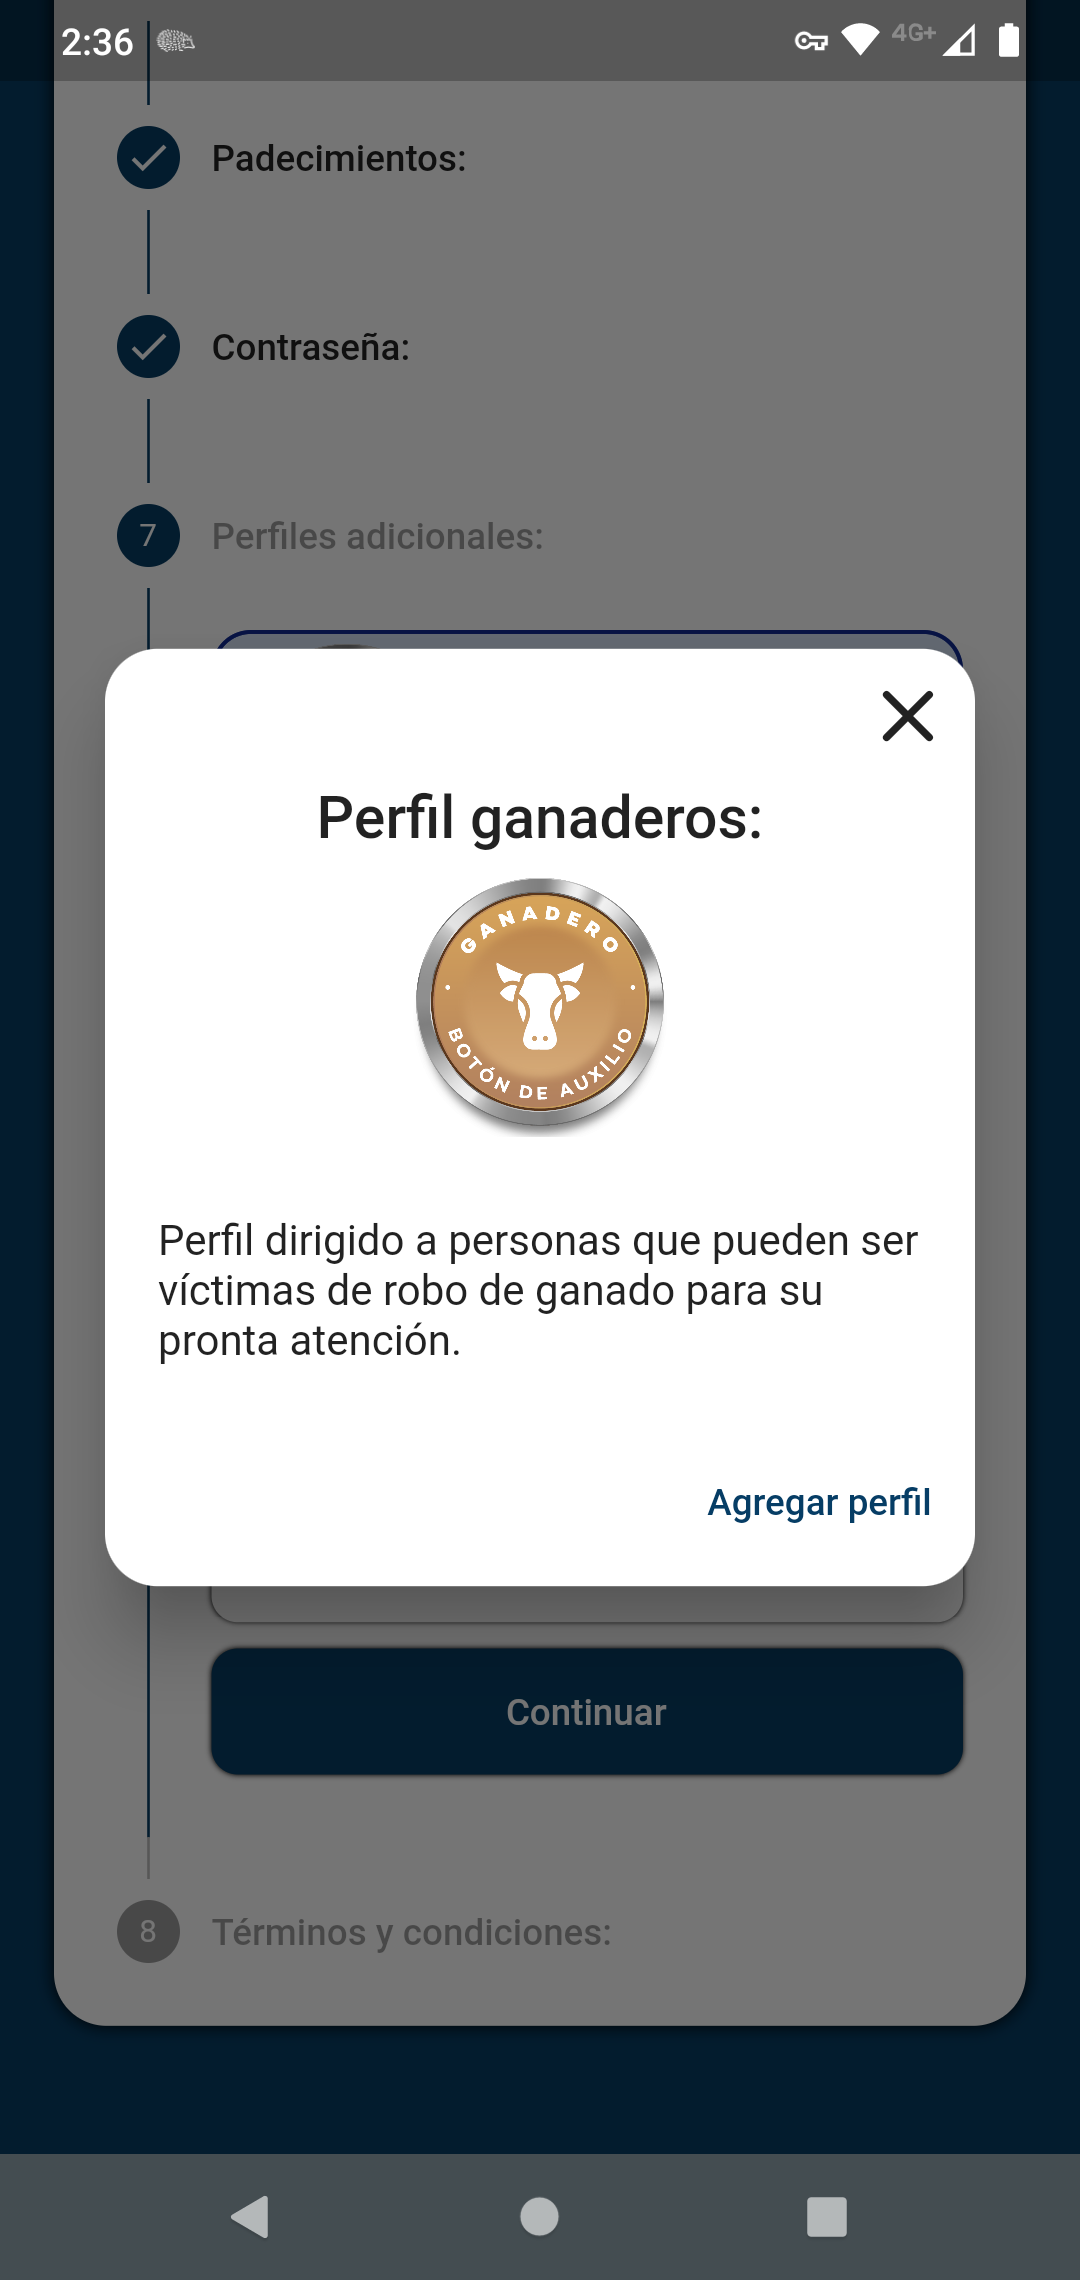 2:36
4G+
Padecimientos:
Contraseña:
7
Perfiles adicionales:
Perfil ganaderos:
GANADERO
BOTÓN DE AUXILIO
Perfil dirigido a personas que pueden ser
víctimas de robo de ganado para su
pronta atención.
Agregar perfil
Continuar
8
Términos y condiciones: